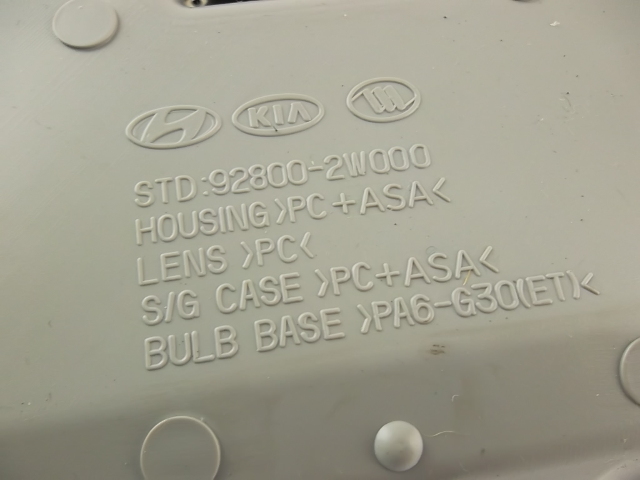 KIA
STD:92800-2W000
HOUSING>PC+ASA<
LENS >PC<
S/G CASE >PC+ASA<
BULB BASE >PA6-G30(ET)<